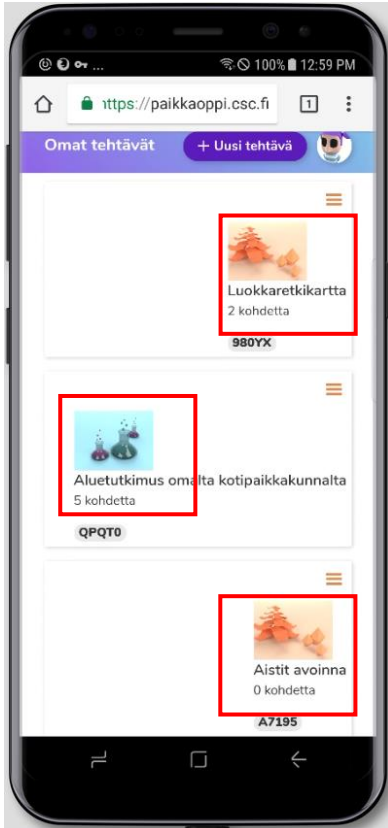 100% 12:59 PM
https://paikkaoppi.csc.fi
1
Omat tehtävät
+ Uusi tehtävä
Luokkaretkikartta
2 kohdetta
980YX
Aluetutkimus omalta kotipaikkakunnalta
5 kohdetta
QPQT0
Aistit avoinna
0 kohdetta
A7195